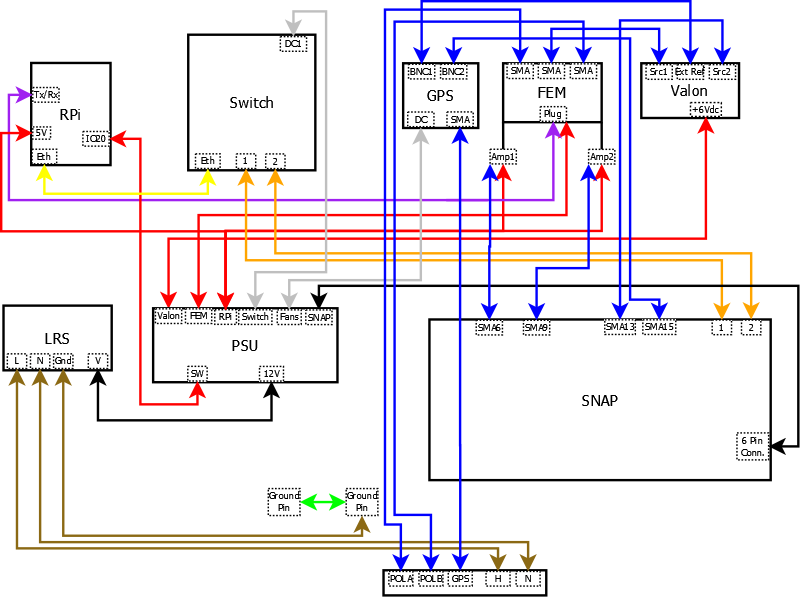 DC1
BNC1 BNC2
SMA SMA SMA
Src1 Ext Ref Src2
Switch
GPS
FEM
Valon
Tx/Rx
RPi
+6Vdc
DC SMA
Plug
5V
IC20
Eth
Eth 1 2
Amp1
Amp2
Valon FEM RPi Switch Fans SNAP
SMA6 SMA9 SMA13 SMA15 1 2
LRS
PSU
L N Gnd V
SW 12V
SNAP
6 Pin
Conn.
Ground
Pin
Ground
Pin
POLA POLB GPS H N